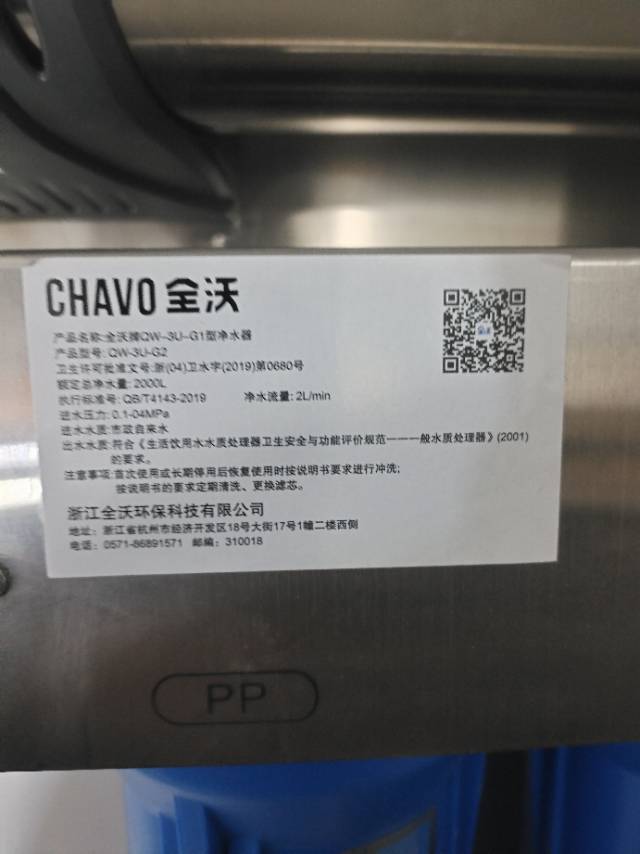 CHAVO 全沃
产品名称:全沃牌QW-3U-G1型净水器
产品型号: QW-3U-G2
卫生许可批准文号:浙(04)卫水字(2019)第0680号
额定总净水量: 2000L
执行标准号: QB/T4143-2019 净水流量: 2L/min
进水压力: 0.1-04MPa
进水水质: 市政自来水
出水水质: 符合《生活饮用水水质处理器卫生安全与功能评价规范———一般水质处理器》(2001)
的要求。
注意事项:首次使用或长期停用后恢复使用时按说明书要求进行冲洗;
按说明书的要求定期清洗、更换滤芯。
浙江全沃环保科技有限公司
地址: 浙江省杭州市经济开发区18号大街17号1幢二楼西侧
电话: 0571-86891571 邮编: 310018
PP